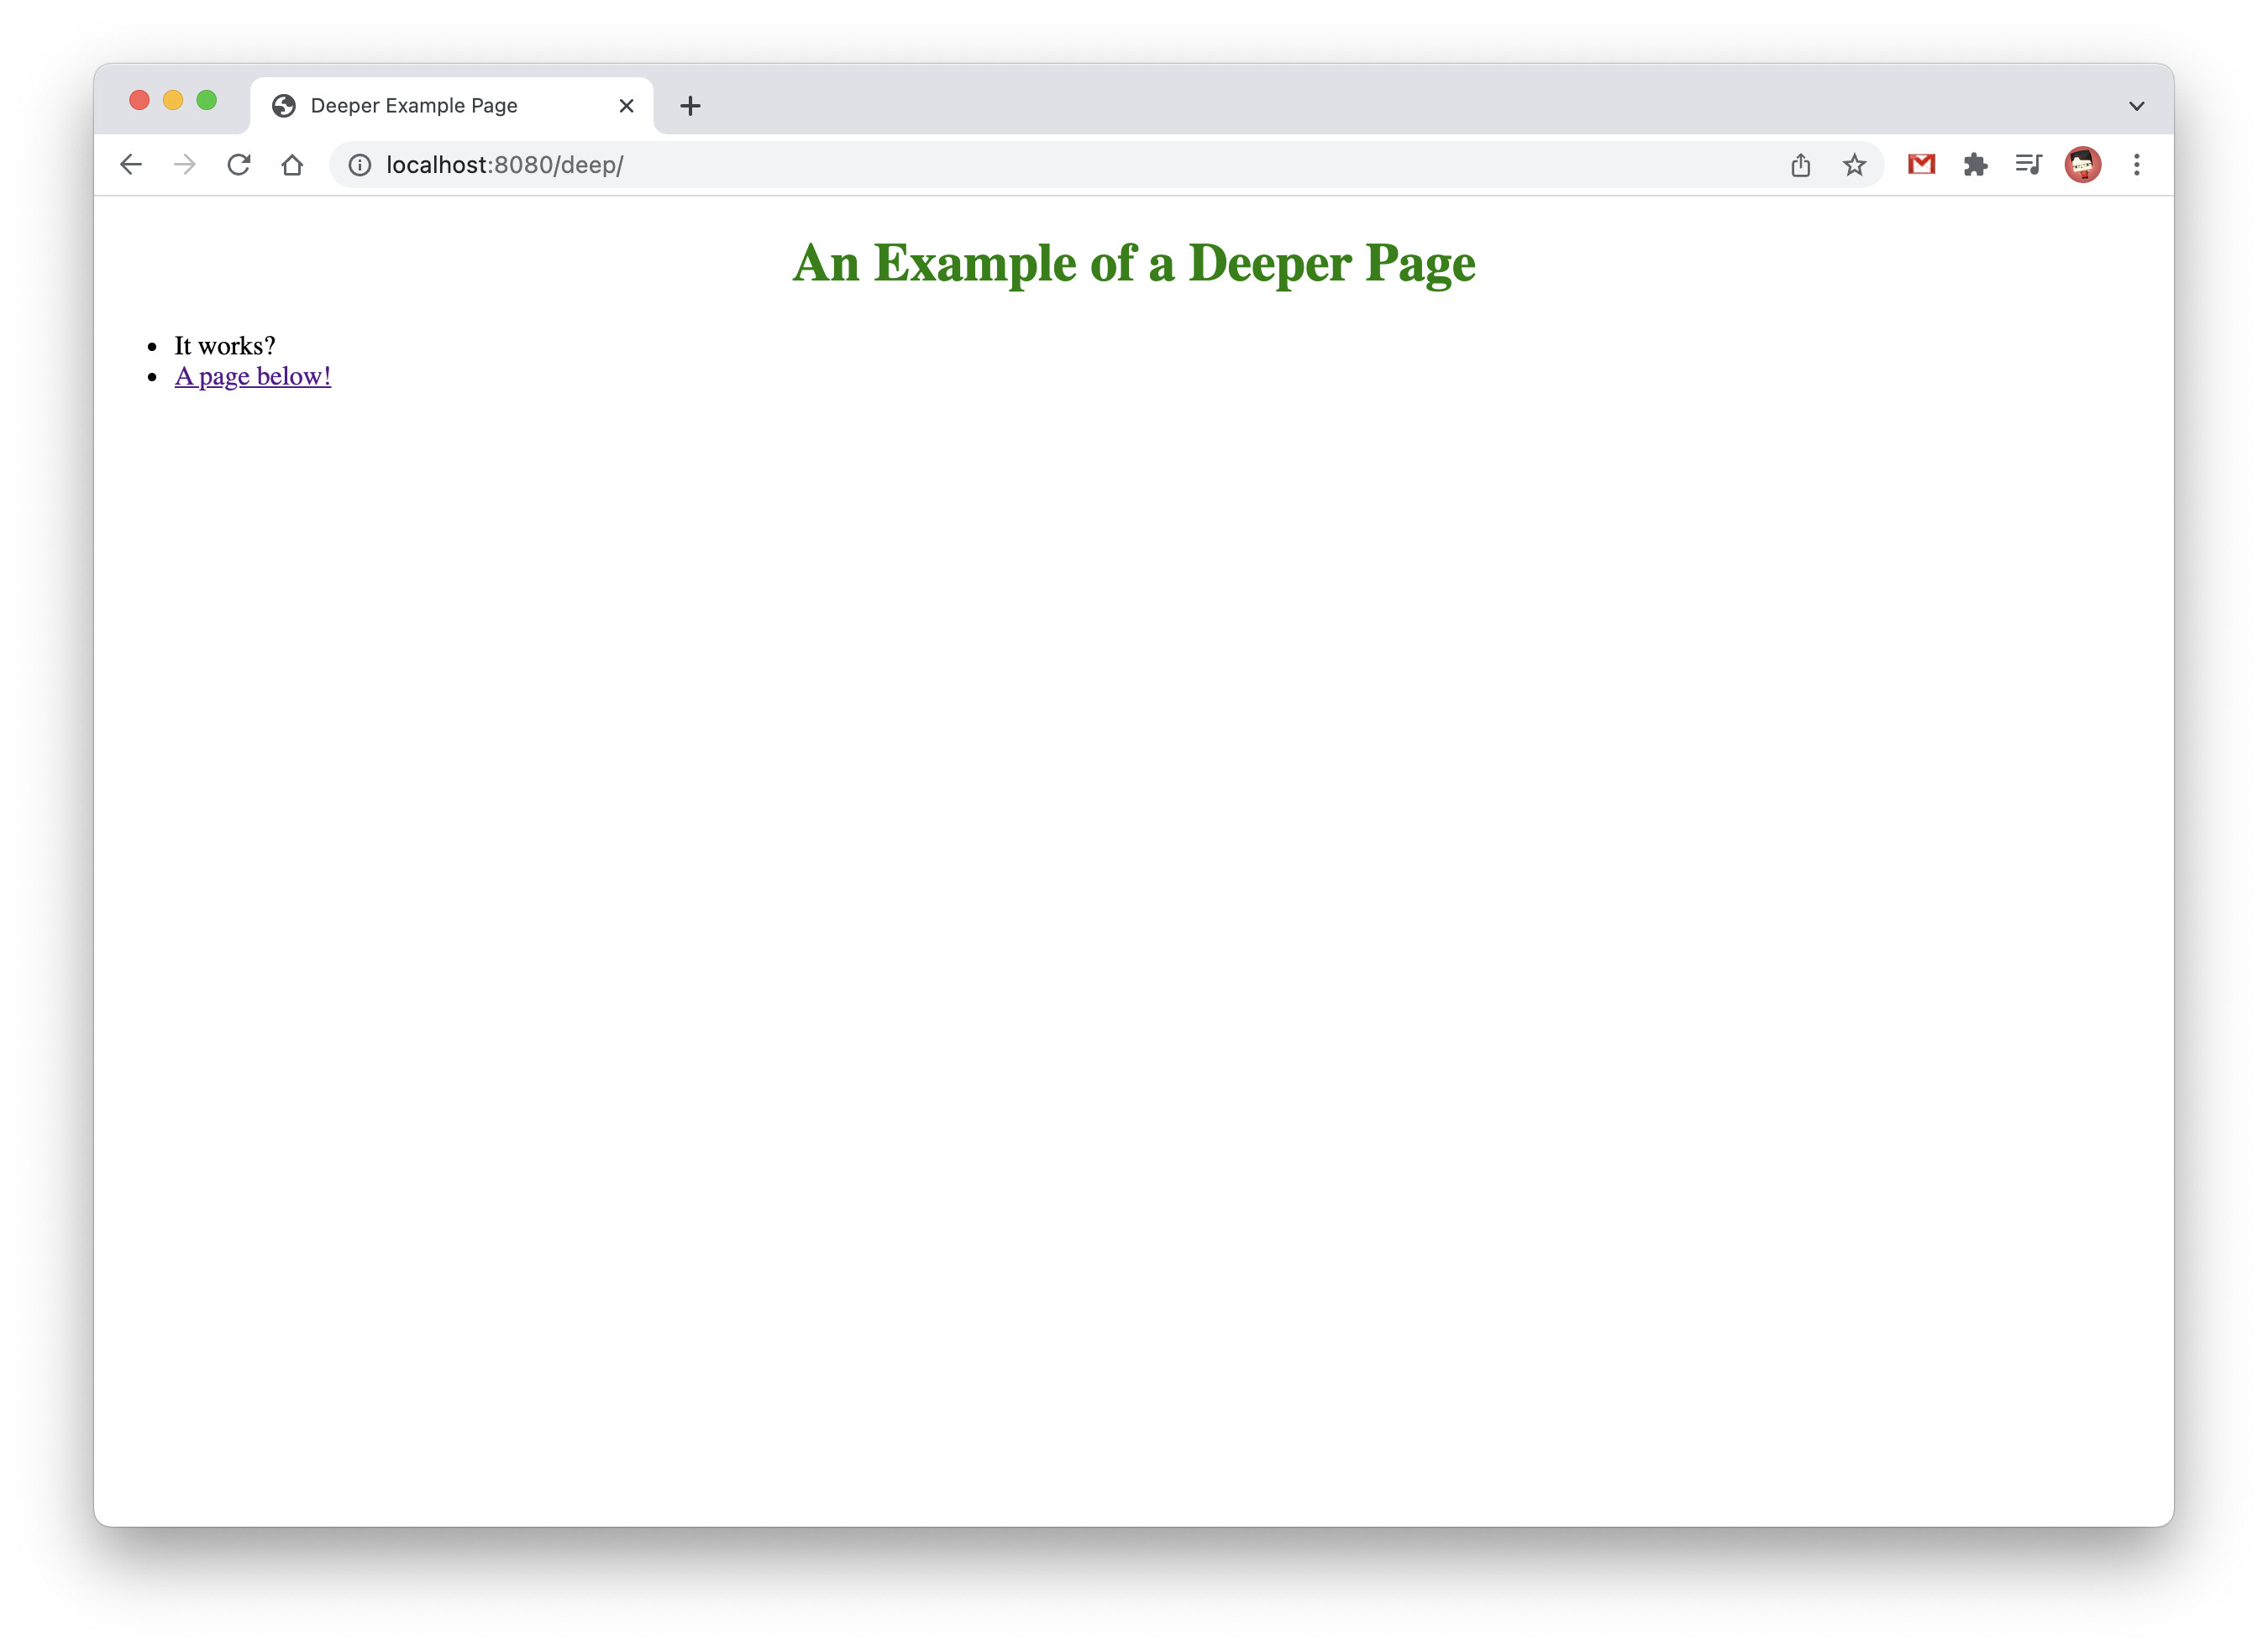 Deeper Example Page
localhost:8080/deep/
An Example of a Deeper Page
It works?
A page below!